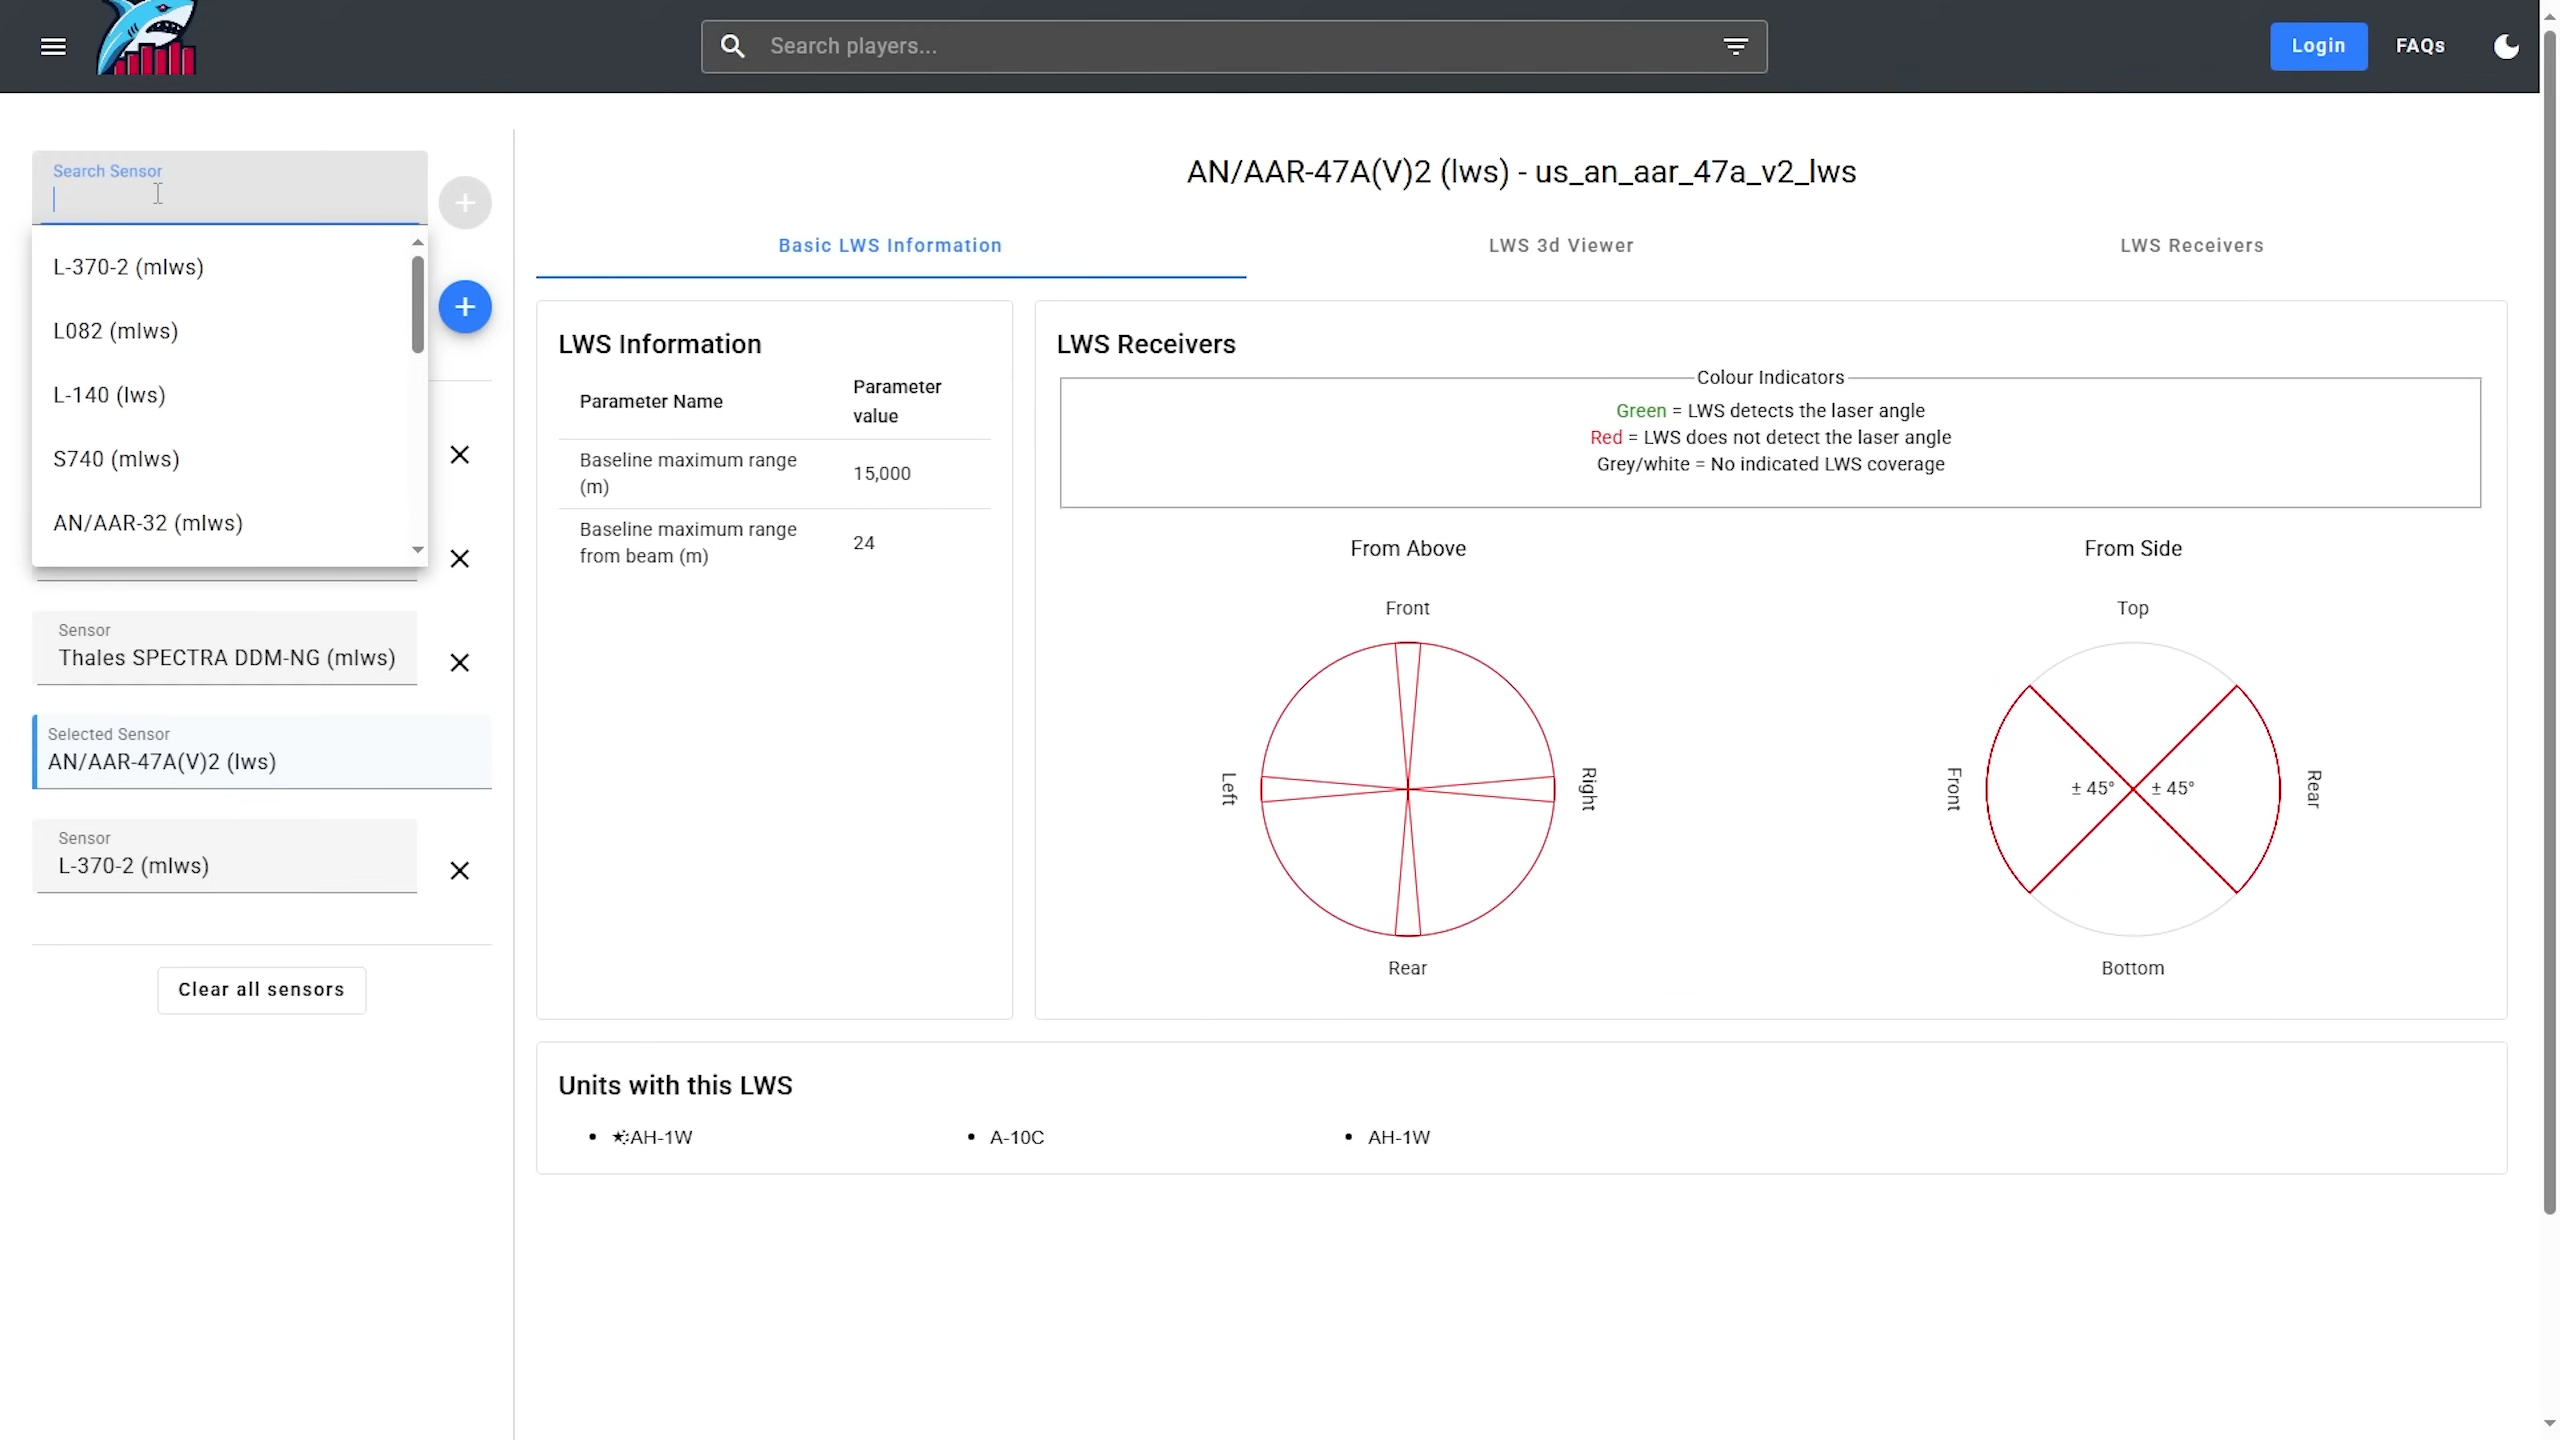 Search players...
Login
FAQs
Search Sensor
L-370-2 (mlws)
L082 (mlws)
L-140 (lws)
S740 (mlws)
AN/AAR-32 (mlws)
Sensor
Thales SPECTRA DDM-NG (mlws)
Selected Sensor
AN/AAR-47A(V)2 (lws)
Sensor
L-370-2 (mlws)
Clear all sensors
AN/AAR-47A(V)2 (lws) - us_an_aar_47a_v2_lws
Basic LWS Information
LWS 3d Viewer
LWS Receivers
LWS Information
Parameter Name
Parameter
value
Baseline maximum range
(m)
15,000
Baseline maximum range
from beam (m)
24
LWS Receivers
Colour Indicators
Green = LWS detects the laser angle
Red = LWS does not detect the laser angle
Grey/white = No indicated LWS coverage
From Above
Front
Left
Right
Rear
From Side
Top
Front
± 45°
± 45°
Rear
Bottom
Units with this LWS
AH-1W
A-10C
AH-1W